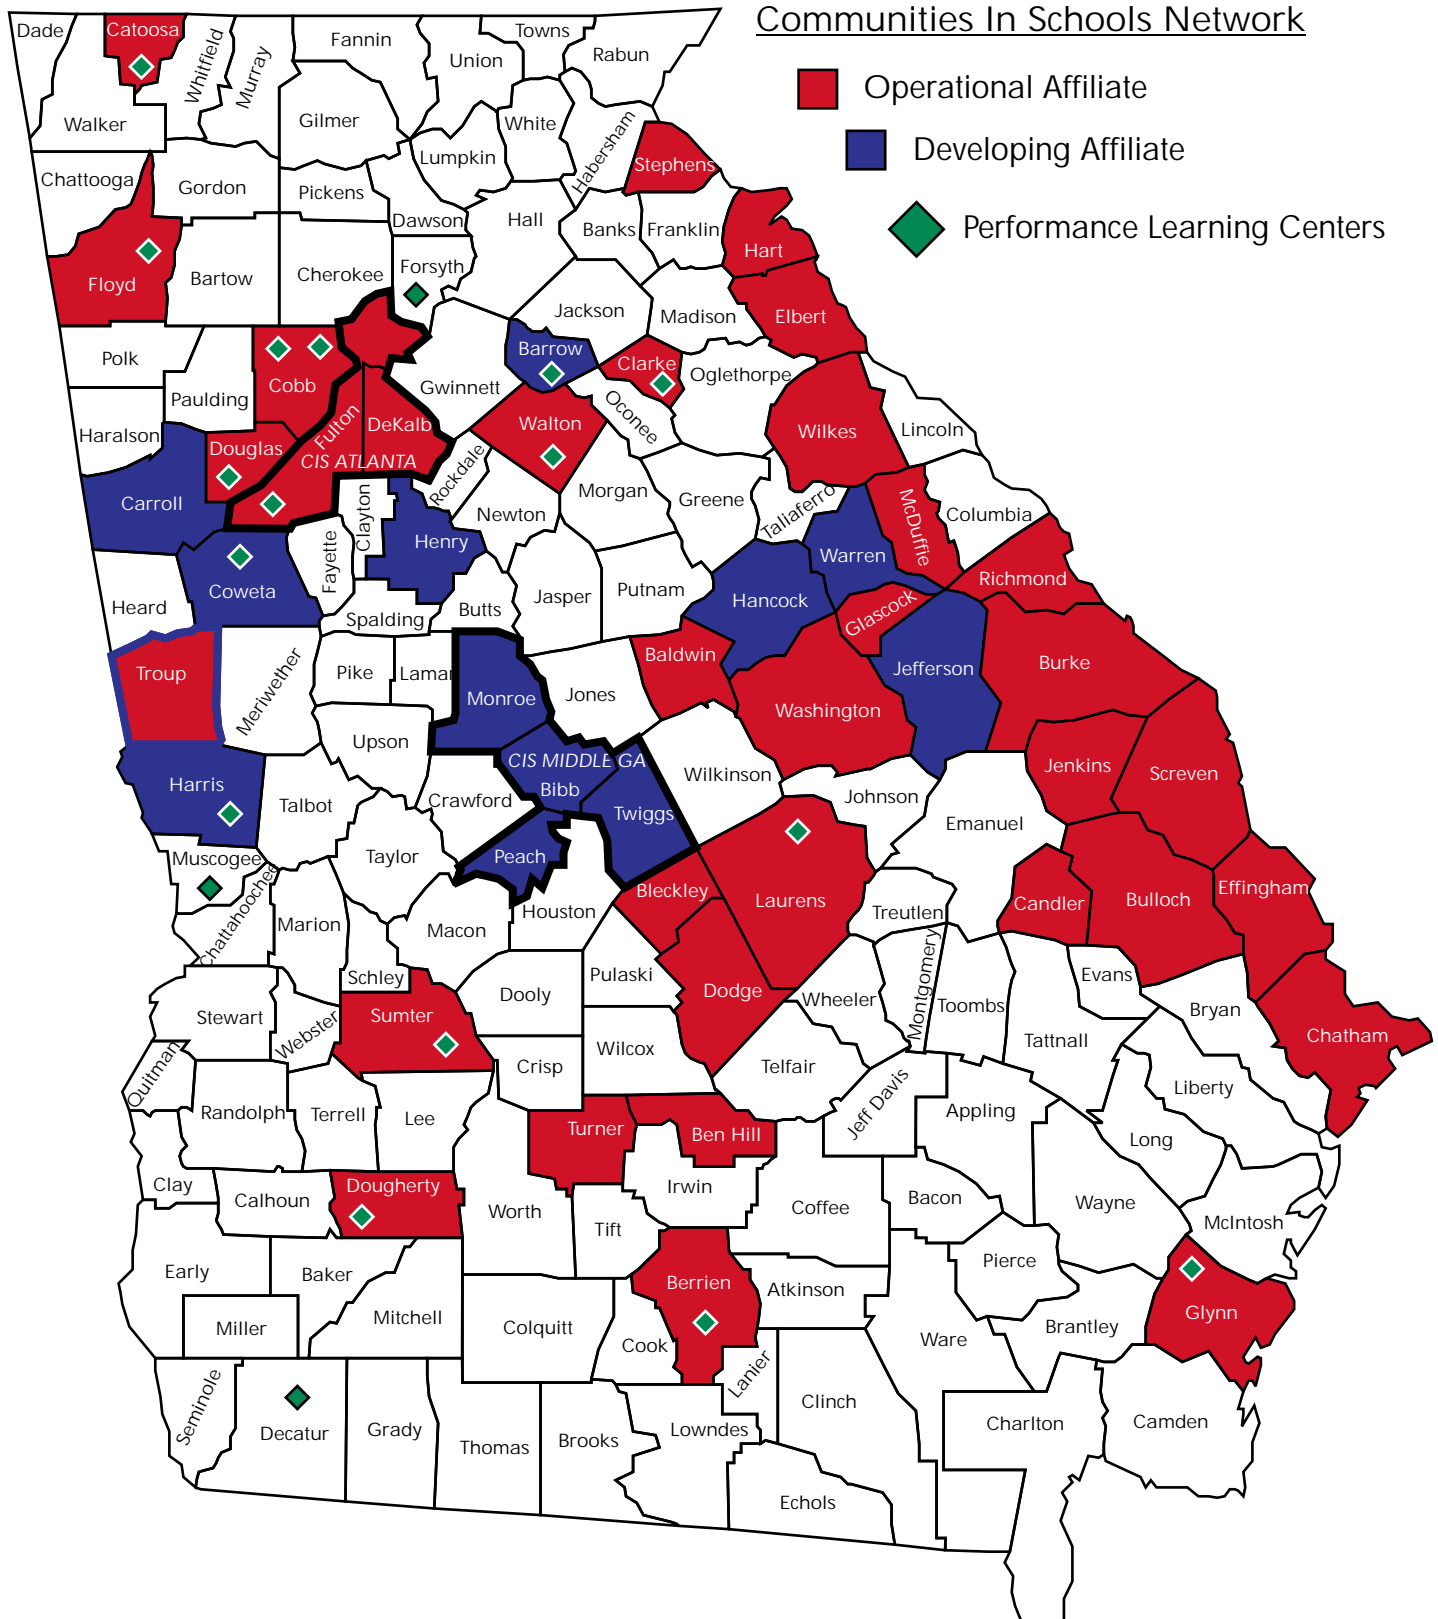 Communities In Schools Network
Operational Affiliate
Developing Affiliate
Performance Learning Centers
Dade
Catoosa
Whitfield
Murray
Fannin
Union
Towns
Rabun
Walker
Gilmer
White
Lumpkin
Habersham
Stephens
Chattooga
Gordon
Pickens
Dawson
Hall
Banks
Franklin
Hart
Floyd
Bartow
Cherokee
Forsyth
Jackson
Madison
Elbert
Polk
Paulding
Cobb
Gwinnett
Barrow
Clarke
Oglethorpe
Haralson
Douglas
Fulton
DeKalb
CIS ATLANTA
Walton
Oconee
Wilkes
Lincoln
Rockdale
Carroll
Clayton
Newton
Morgan
Greene
Taliaferro
McDuffie
Columbia
Fayette
Henry
Warren
Richmond
Coweta
Heard
Spalding
Butts
Jasper
Putnam
Hancock
Glascock
Troup
Meriwether
Pike
Lamar
Monroe
Jones
Baldwin
Washington
Jefferson
Burke
Upson
CIS MIDDLE GA
Bibb
Twiggs
Wilkinson
Jenkins
Screven
Harris
Talbot
Crawford
Johnson
Emanuel
Muscogee
Taylor
Peach
Bleckley
Laurens
Treutlen
Candler
Bulloch
Effingham
Chattahoochee
Marion
Macon
Houston
Schley
Pulaski
Dodge
Wheeler
Montgomery
Toombs
Evans
Bryan
Chatham
Stewart
Webster
Sumter
Dooly
Wilcox
Telfair
Tattnall
Quitman
Crisp
Jeff Davis
Appling
Liberty
Randolph
Terrell
Lee
Turner
Ben Hill
Long
Clay
Calhoun
Dougherty
Worth
Tift
Irwin
Coffee
Bacon
Wayne
McIntosh
Early
Baker
Miller
Mitchell
Colquitt
Cook
Berrien
Atkinson
Pierce
Ware
Brantley
Glynn
Seminole
Decatur
Grady
Thomas
Brooks
Lowndes
Lanier
Clinch
Echols
Charlton
Camden